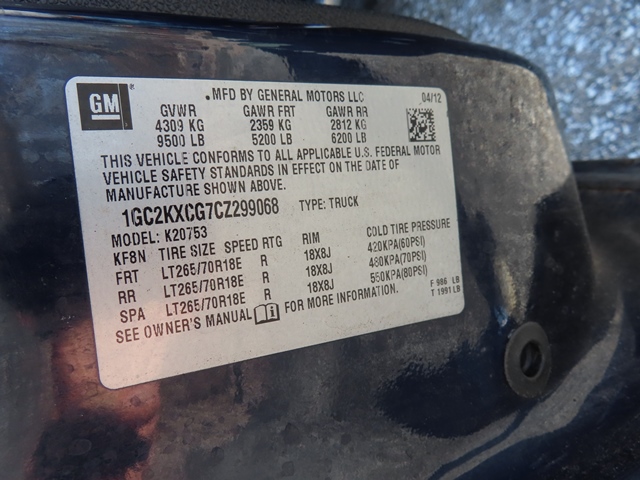 GM
.MFD BY GENERAL MOTORS LLC
04/12
GVWR GAWR FRT GAWR RR
4309 KG 2359 KG 2812 KG
9500 LB 5200 LB 6200 LB
THIS VEHICLE CONFORMS TO ALL APPLICABLE U.S. FEDERAL MOTOR
VEHICLE SAFETY STANDARDS IN EFFECT ON THE DATE OF
MANUFACTURE SHOWN ABOVE.
1GC2KXCG7CZ299068 TYPE: TRUCK
MODEL: K20753
KF8N TIRE SIZE SPEED RTG RIM COLD TIRE PRESSURE
FRT LT265/70R18E R 18X8J 420KPA(60PSI)
RR LT265/70R18E R 18X8J 480KPA(70PSI)
SPA LT265/70R18E R 18X8J 550KPA(80PSI)
SEE OWNER'S MANUAL FOR MORE INFORMATION.
F 986 LB
T 1991 LB